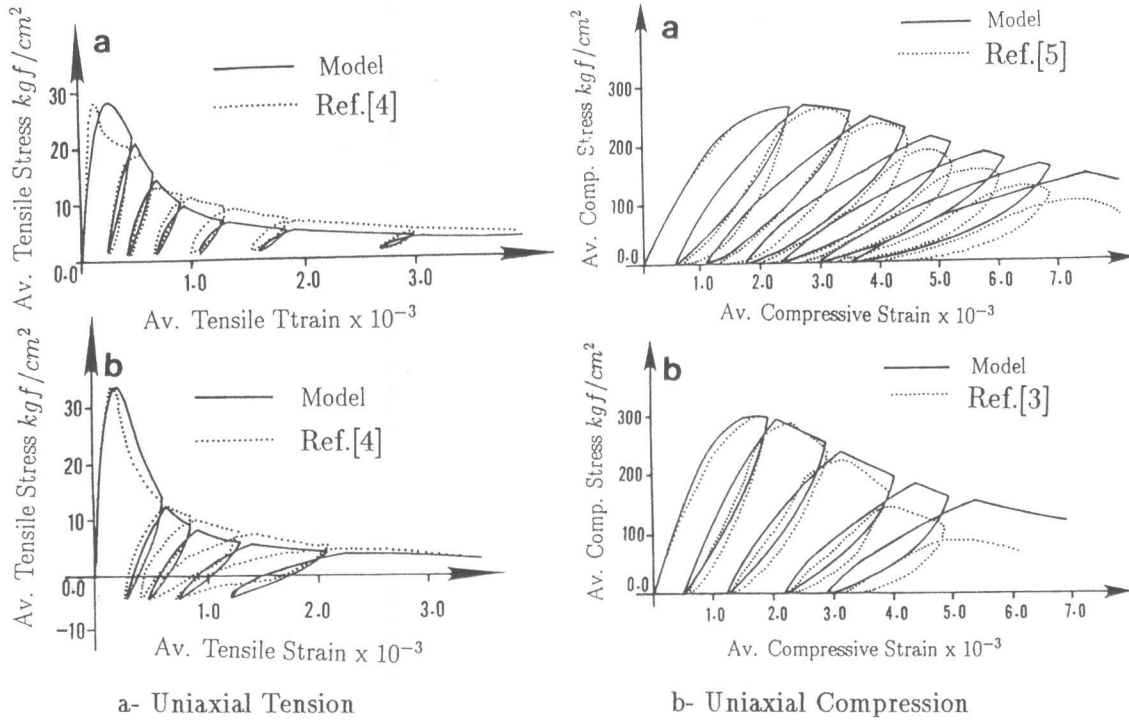 a
Av. Tensile Stress kgf/cm²
Model
Ref.[4]
30
20
10
0.0
1.0
2.0
3.0
Av. Tensile Ttrain x 10⁻³
a
Av. Comp. Stress kgf/cm²
Model
Ref.[5]
300
200
100
0.0
1.0
2.0
3.0
4.0
5.0
6.0
7.0
Av. Compressive Strain x 10⁻³
b
Av. Tensile Stress kgf/cm²
Model
Ref.[4]
30
20
10
0.0
-10
1.0
2.0
3.0
Av. Tensile Strain x 10⁻³
b
Av. Comp. Stress kgf/cm²
Model
Ref.[3]
300
200
100
0.0
1.0
2.0
3.0
4.0
5.0
6.0
7.0
Av. Compressive Strain x 10⁻³
a- Uniaxial Tension
b- Uniaxial Compression